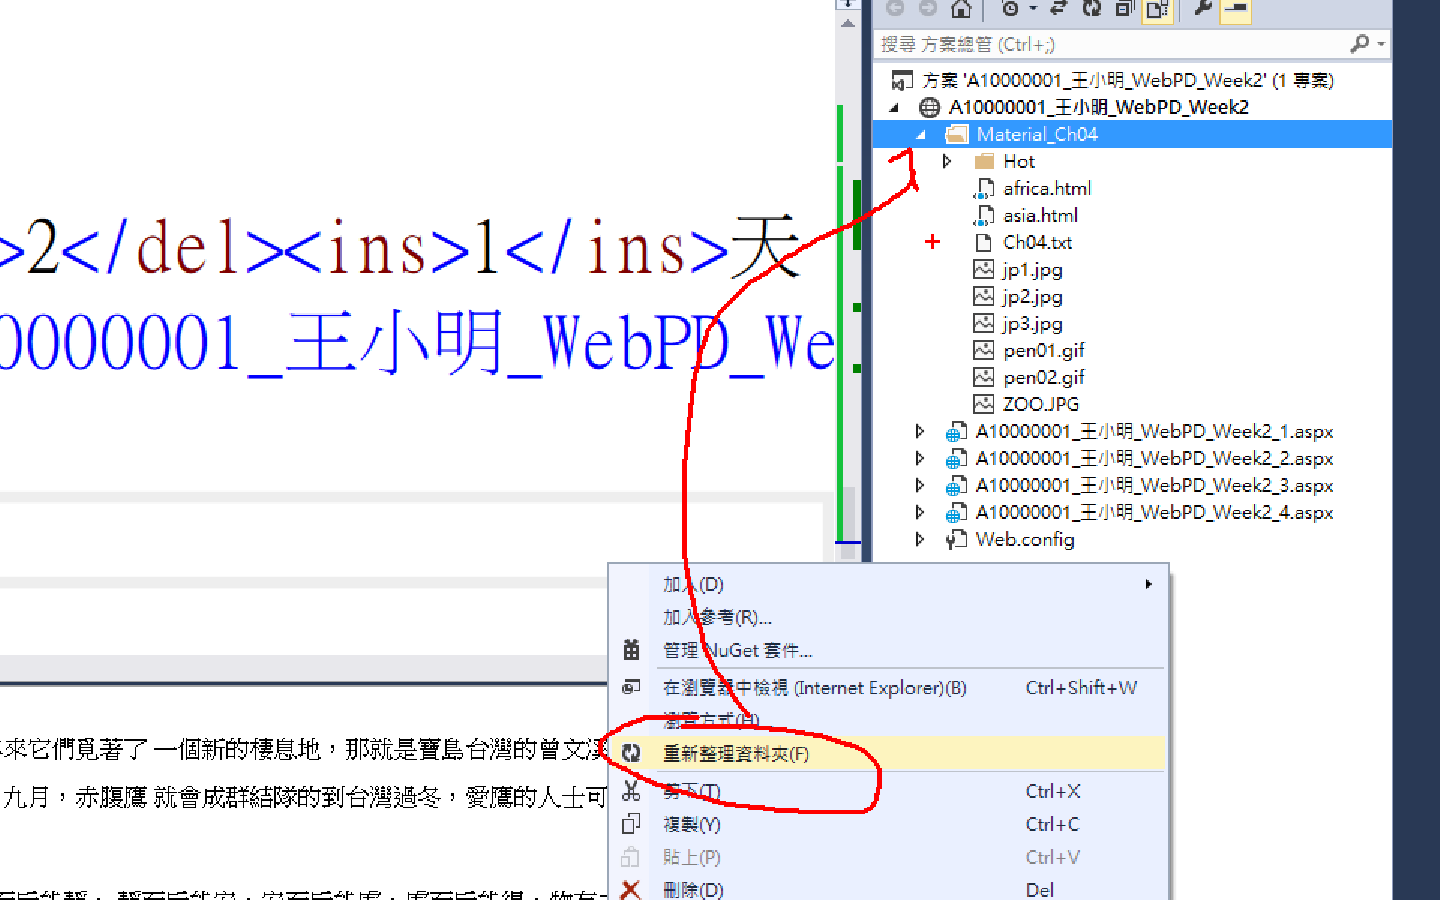 搜尋 方案總管 (Ctrl+;)
方案 'A10000001_王小明_WebPD_Week2' (1 專案)
A10000001_王小明_WebPD_Week2
Material_Ch04
Hot
africa.html
asia.html
Ch04.txt
jp1.jpg
jp2.jpg
jp3.jpg
pen01.gif
pen02.gif
ZOO.JPG
A10000001_王小明_WebPD_Week2_1.aspx
A10000001_王小明_WebPD_Week2_2.aspx
A10000001_王小明_WebPD_Week2_3.aspx
A10000001_王小明_WebPD_Week2_4.aspx
Web.config
>2</del><ins>1</ins>天
0000001_王小明_WebPD_We
加入(D)
加入參考(R)...
管理 NuGet 套件...
在瀏覽器中檢視 (Internet Explorer)(B) Ctrl+Shift+W
瀏覽方式(H)
重新整理資料夾(F)
剪下(T) Ctrl+X
複製(Y) Ctrl+C
貼上(P) Ctrl+V
刪除(D) Del
來它們覓著了一個新的棲息地，那就是寶島台灣的曾文溪
九月，赤腹鷹 就會成群結隊的到台灣過冬，愛鷹的人士可